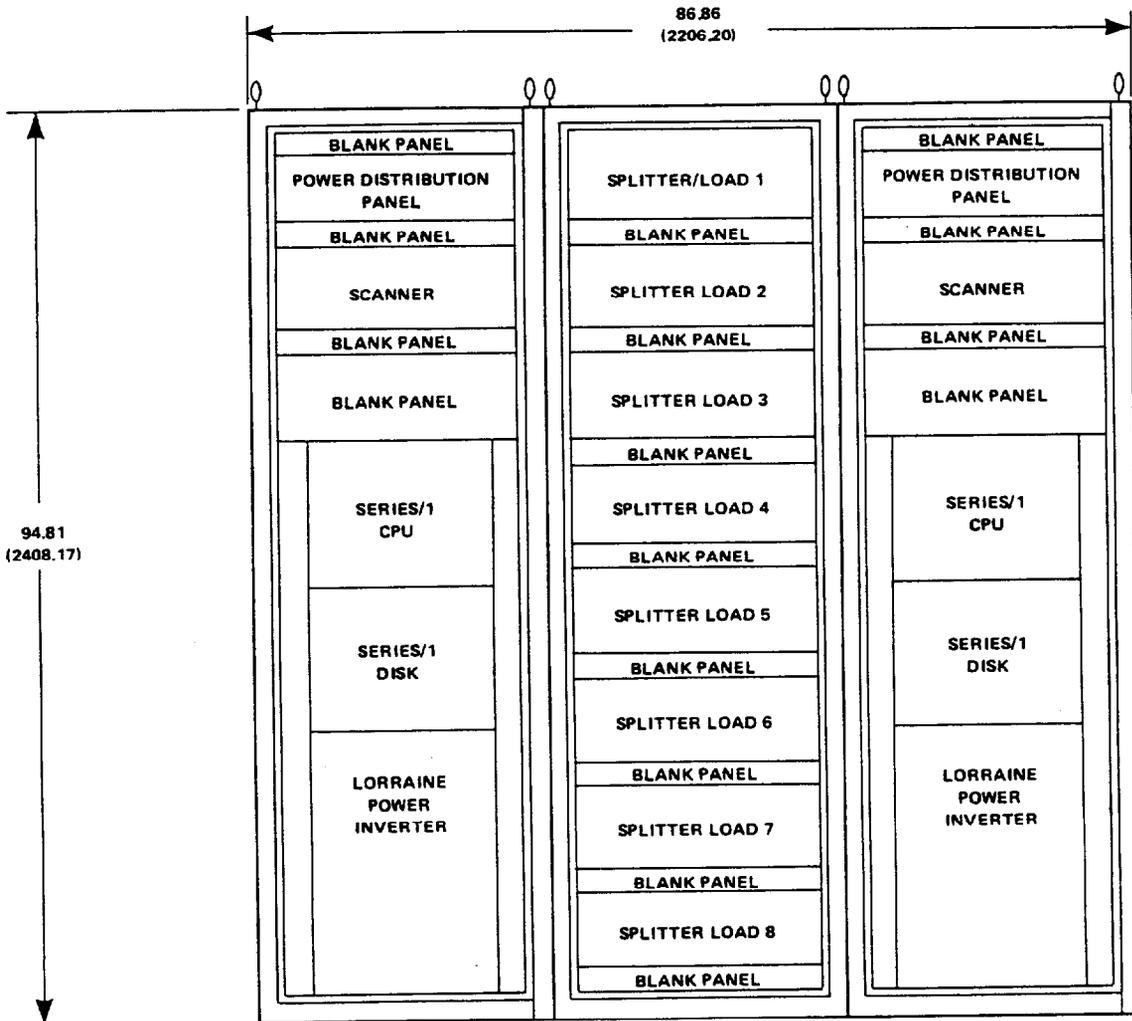 86.86
(2206.20)
94.81
(2408.17)
BLANK PANEL
POWER DISTRIBUTION
PANEL
BLANK PANEL
SCANNER
BLANK PANEL
BLANK PANEL
SERIES/1
CPU
SERIES/1
DISK
LORRAINE
POWER
INVERTER
SPLITTER/LOAD 1
BLANK PANEL
SPLITTER LOAD 2
BLANK PANEL
SPLITTER LOAD 3
BLANK PANEL
SPLITTER LOAD 4
BLANK PANEL
SPLITTER LOAD 5
BLANK PANEL
SPLITTER LOAD 6
BLANK PANEL
SPLITTER LOAD 7
BLANK PANEL
SPLITTER LOAD 8
BLANK PANEL
BLANK PANEL
POWER DISTRIBUTION
PANEL
BLANK PANEL
SCANNER
BLANK PANEL
BLANK PANEL
SERIES/1
CPU
SERIES/1
DISK
LORRAINE
POWER
INVERTER